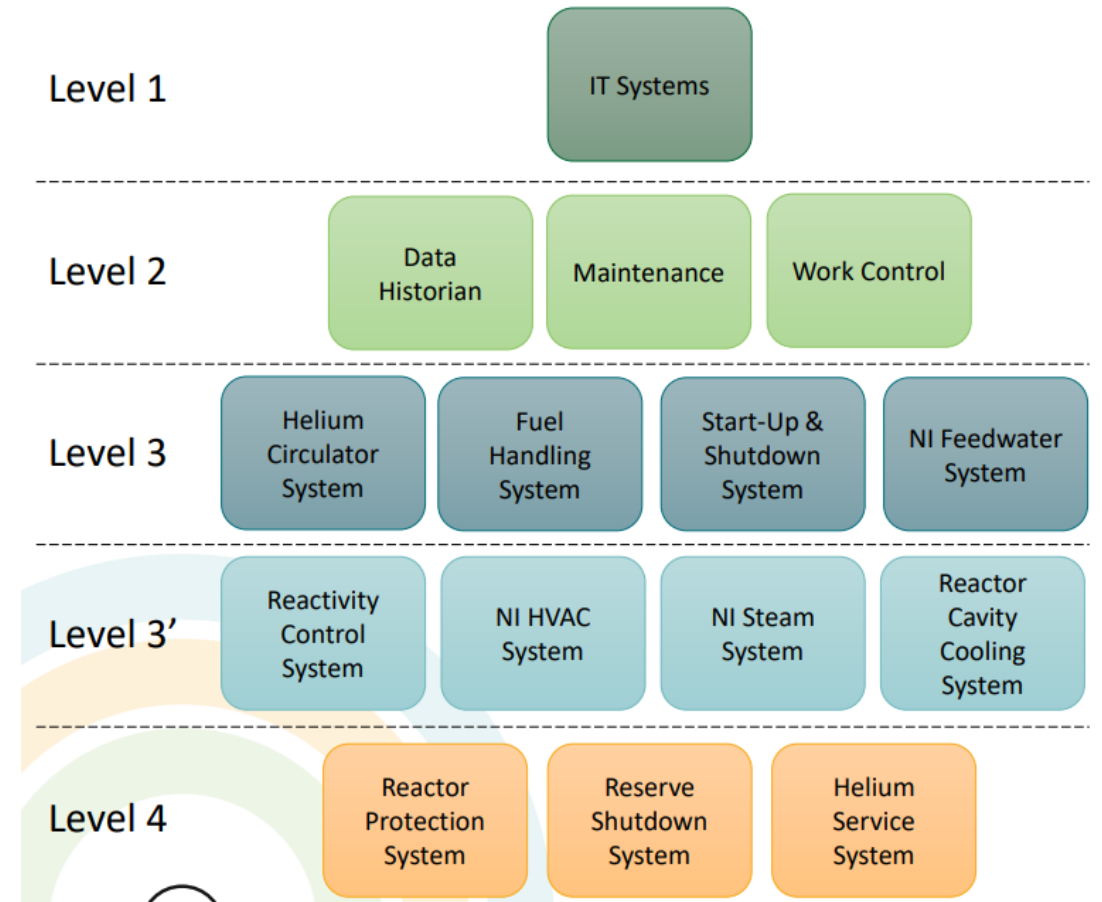 Level 1
IT Systems
Level 2
Data
Historian
Maintenance
Work Control
Level 3
Helium
Circulator
System
Fuel
Handling
System
Start-Up &
Shutdown
System
NI Feedwater
System
Level 3’
Reactivity
Control
System
NI HVAC
System
NI Steam
System
Reactor
Cavity
Cooling
System
Level 4
Reactor
Protection
System
Reserve
Shutdown
System
Helium
Service
System